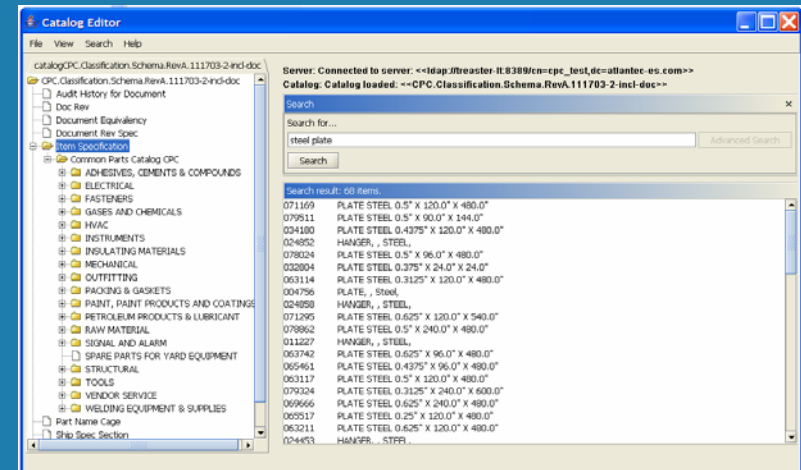 Catalog Editor
File View Search Help
catalogCPC.Classification.Schema.RevA.111703-2-incl-doc
CPC.Classification.Schema.RevA.111703-2-incl-doc
Audit History for Document
Doc Rev
Document Equivalency
Document Rev Spec
Item Specification
Common Parts Catalog CPC
ADHESIVES, CEMENTS & COMPOUNDS
ELECTRICAL
FASTENERS
GASES AND CHEMICALS
HVAC
INSTRUMENTS
INSULATING MATERIALS
MECHANICAL
OUTFITTING
PACKING & GASKETS
PAINT, PAINT PRODUCTS AND COATINGS
PETROLEUM PRODUCTS & LUBRICANT
RAW MATERIAL
SIGNAL AND ALARM
SPARE PARTS FOR YARD EQUIPMENT
STRUCTURAL
TOOLS
VENDOR SERVICE
WELDING EQUIPMENT & SUPPLIES
Part Name Cage
Ship Spec Section
Server: Connected to server: <<ldap://treaster-lt:8389/cn=cpc_test,dc=atlantec-es.com>>
Catalog: Catalog loaded: <<CPC.Classification.Schema.RevA.111703-2-incl-doc>>
Search
Search for...
steel plate
Advanced Search
Search
Search result: 68 items.
071169 PLATE STEEL 0.5" X 120.0" X 480.0"
079511 PLATE STEEL 0.5" X 90.0" X 144.0"
034180 PLATE STEEL 0.4375" X 120.0" X 480.0"
024852 HANGER, , STEEL,
078024 PLATE STEEL 0.5" X 96.0" X 480.0"
032804 PLATE STEEL 0.375" X 24.0" X 24.0"
063114 PLATE STEEL 0.3125" X 120.0" X 480.0"
004756 PLATE, , Steel,
024858 HANGER, , STEEL,
071295 PLATE STEEL 0.625" X 120.0" X 540.0"
078862 PLATE STEEL 0.5" X 240.0" X 480.0"
011227 HANGER, , STEEL,
063742 PLATE STEEL 0.625" X 96.0" X 480.0"
065461 PLATE STEEL 0.4375" X 96.0" X 480.0"
063117 PLATE STEEL 0.5" X 120.0" X 480.0"
079324 PLATE STEEL 0.3125" X 240.0" X 600.0"
069666 PLATE STEEL 0.625" X 240.0" X 480.0"
065517 PLATE STEEL 0.25" X 120.0" X 480.0"
063211 PLATE STEEL 0.625" X 120.0" X 480.0"
024453 HANGER, , STEEL,